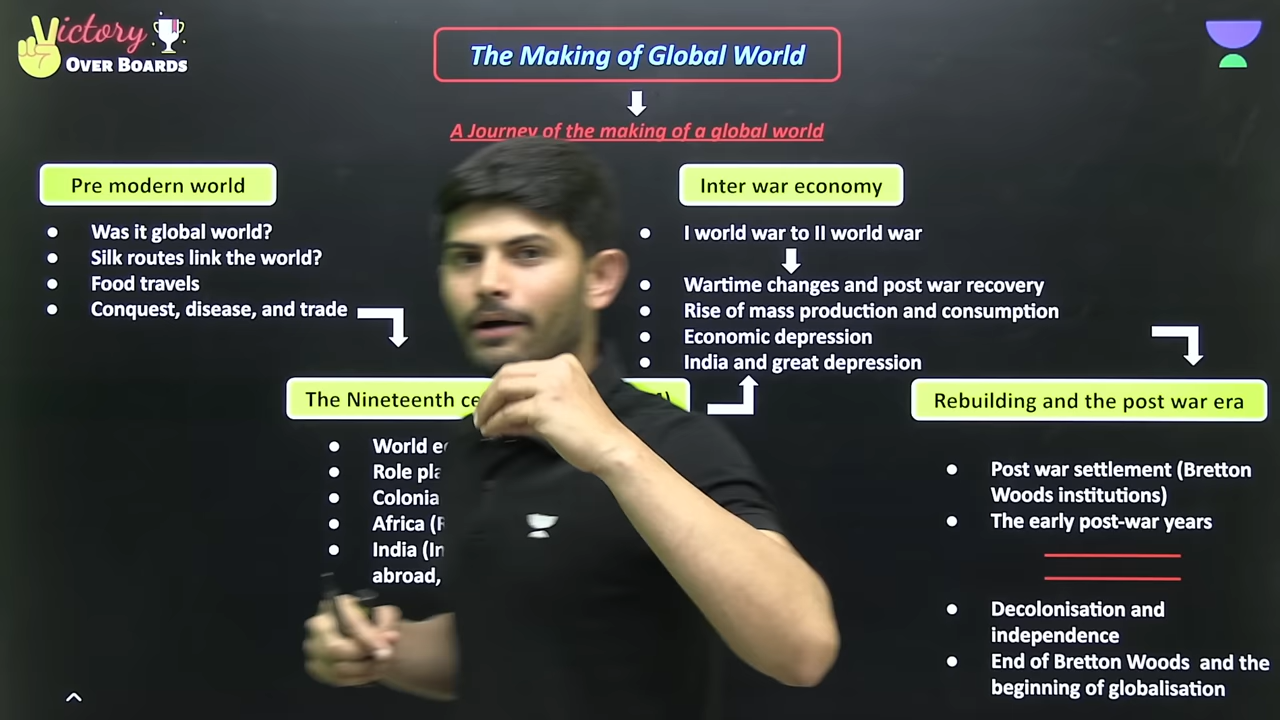 Victory
OVER BOARDS
The Making of Global World
A Journey of the making of a global world
Pre modern world
Was it global world?
Silk routes link the world?
Food travels
Conquest, disease, and trade
The Nineteenth
World
Role
Africa
India
abroad,
Inter war economy
I world war to II world war
Wartime changes and post war recovery
Rise of mass production and consumption
Economic depression
India and great depression
Rebuilding and the post war era
Post war settlement (Bretton
Woods institutions)
The early post-war years
Decolonisation and
independence
End of Bretton Woods and the
beginning of globalisation